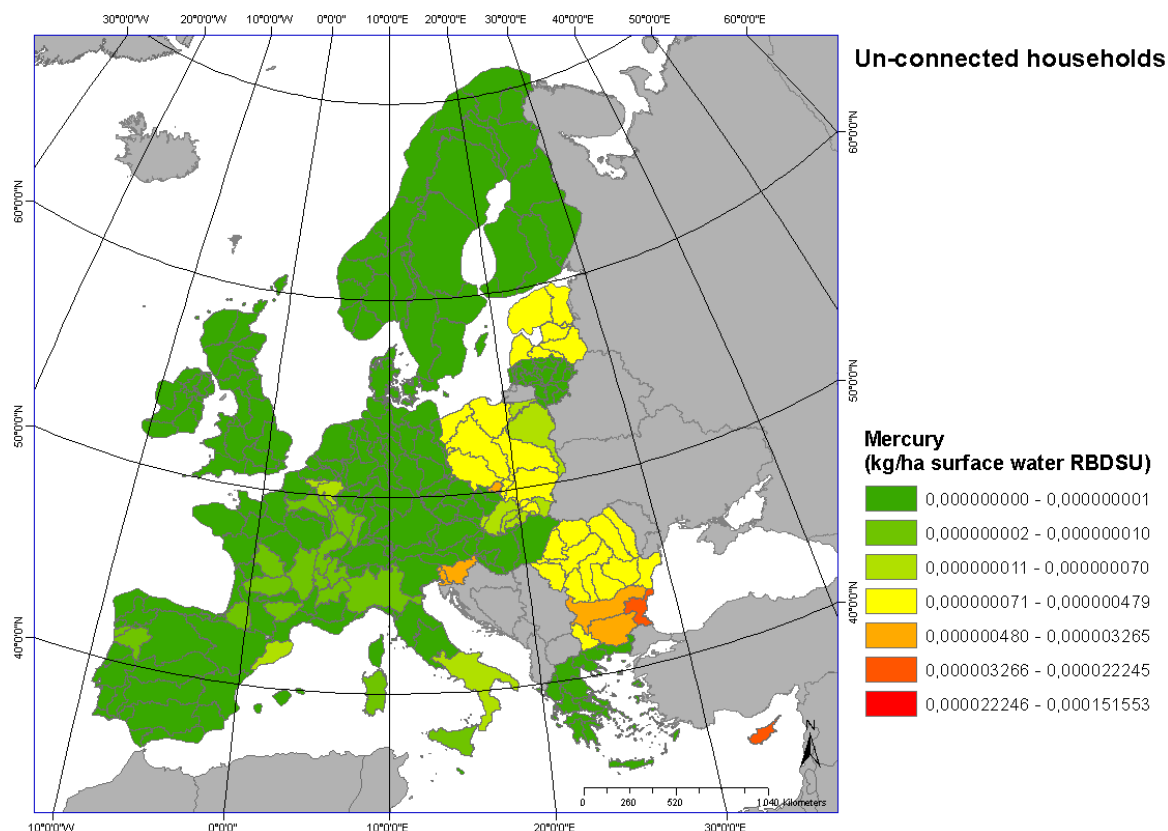 30°0'0"W 20°0'0"W 10°0'0"W 0°0'0" 10°0'0"E 20°0'0"E 30°0'0"E 40°0'0"E 50°0'0"E 60°0'0"E
Un-connected households
60°0'0"N
60°0'0"N
50°0'0"N
50°0'0"N
40°0'0"N
40°0'0"N
Mercury
(kg/ha surface water RBDSU)
0,000000000 - 0,000000001
0,000000002 - 0,000000010
0,000000011 - 0,000000070
0,000000071 - 0,000000479
0,000000480 - 0,000003265
0,000003266 - 0,000022245
0,000022246 - 0,000151553
N
0 260 520 1 040 Kilometers
10°0'0"W 0°0'0" 10°0'0"E 20°0'0"E 30°0'0"E